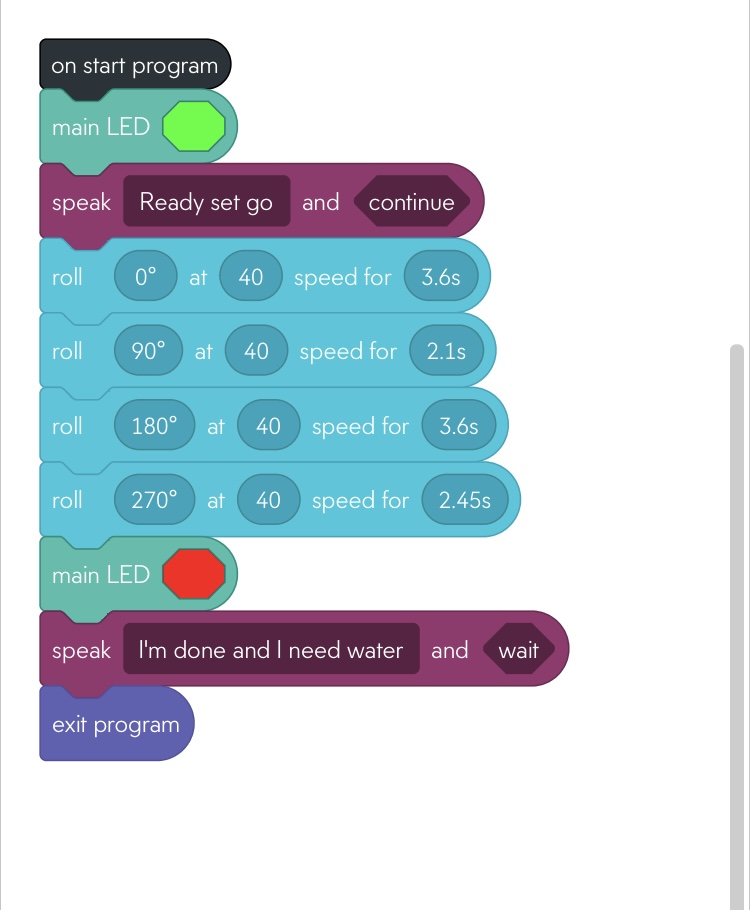 on start program
main LED
speak Ready set go and continue
roll 0° at 40 speed for 3.6s
roll 90° at 40 speed for 2.1s
roll 180° at 40 speed for 3.6s
roll 270° at 40 speed for 2.45s
main LED
speak I'm done and I need water and wait
exit program